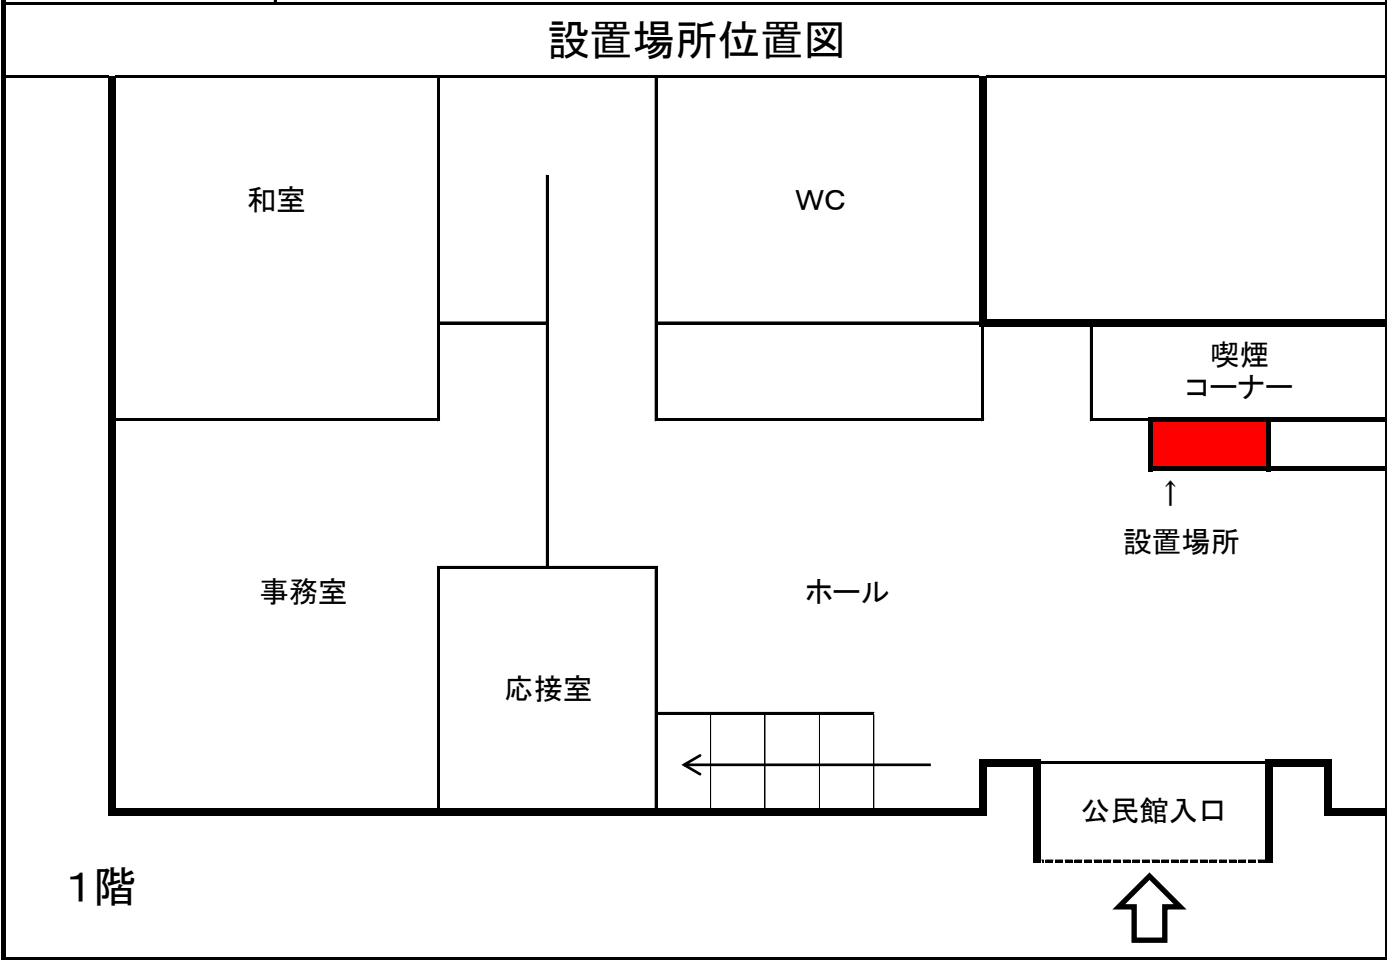 設置場所位置図
和室
WC
喫煙
コーナー
↑
設置場所
事務室
ホール
応接室
公民館入口
1階